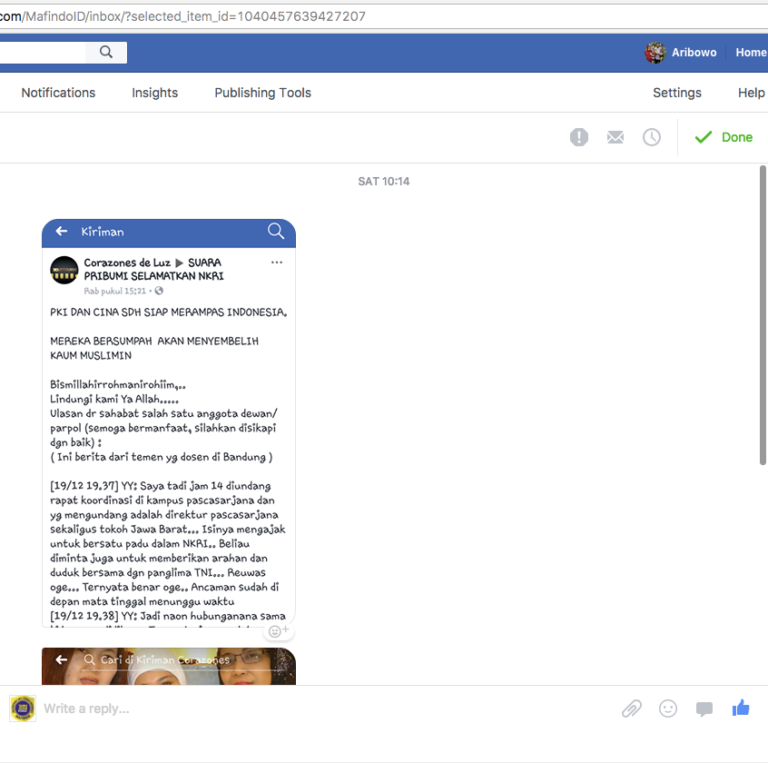 com/MafindoID/inbox/?selected_item_id=1040457639427207
Aribowo Home
Notifications Insights Publishing Tools Settings Help
Done
SAT 10:14
Kiriman
Corazones de Luz ▶ SUARA
PRIBUMI SELAMATKAN NKRI
Rab pukul 15:21 •
PKI DAN CINA SDH SIAP MERAMPAS INDONESIA.
MEREKA BERSUMPAH AKAN MENYEMBELIH
KAUM MUSLIMIN
Bismillahirrohmanirohiim,..
Lindungi kami Ya Allah.....
Ulasan dr sahabat salah satu anggota dewan/
parpol (semoga bermanfaat, silahkan disikapi
dgn baik) :
( Ini berita dari temen yg dosen di Bandung )
[19/12 19.37] YY: Saya tadi jam 14 diundang
rapat koordinasi di kampus pascasarjana dan
yg mengundang adalah direktur pascasarjana
sekaligus tokoh Jawa Barat... Isinya mengajak
untuk bersatu padu dalam NKRI.. Beliau
diminta juga untuk memberikan arahan dan
duduk bersama dgn panglima TNI... Reuwas
oge... Ternyata benar oge.. Ancaman sudah di
depan mata tinggal menunggu waktu
[19/12 19.38] YY: Jadi naon hubunganana sama
Cari di Kiriman Corazones
Write a reply...